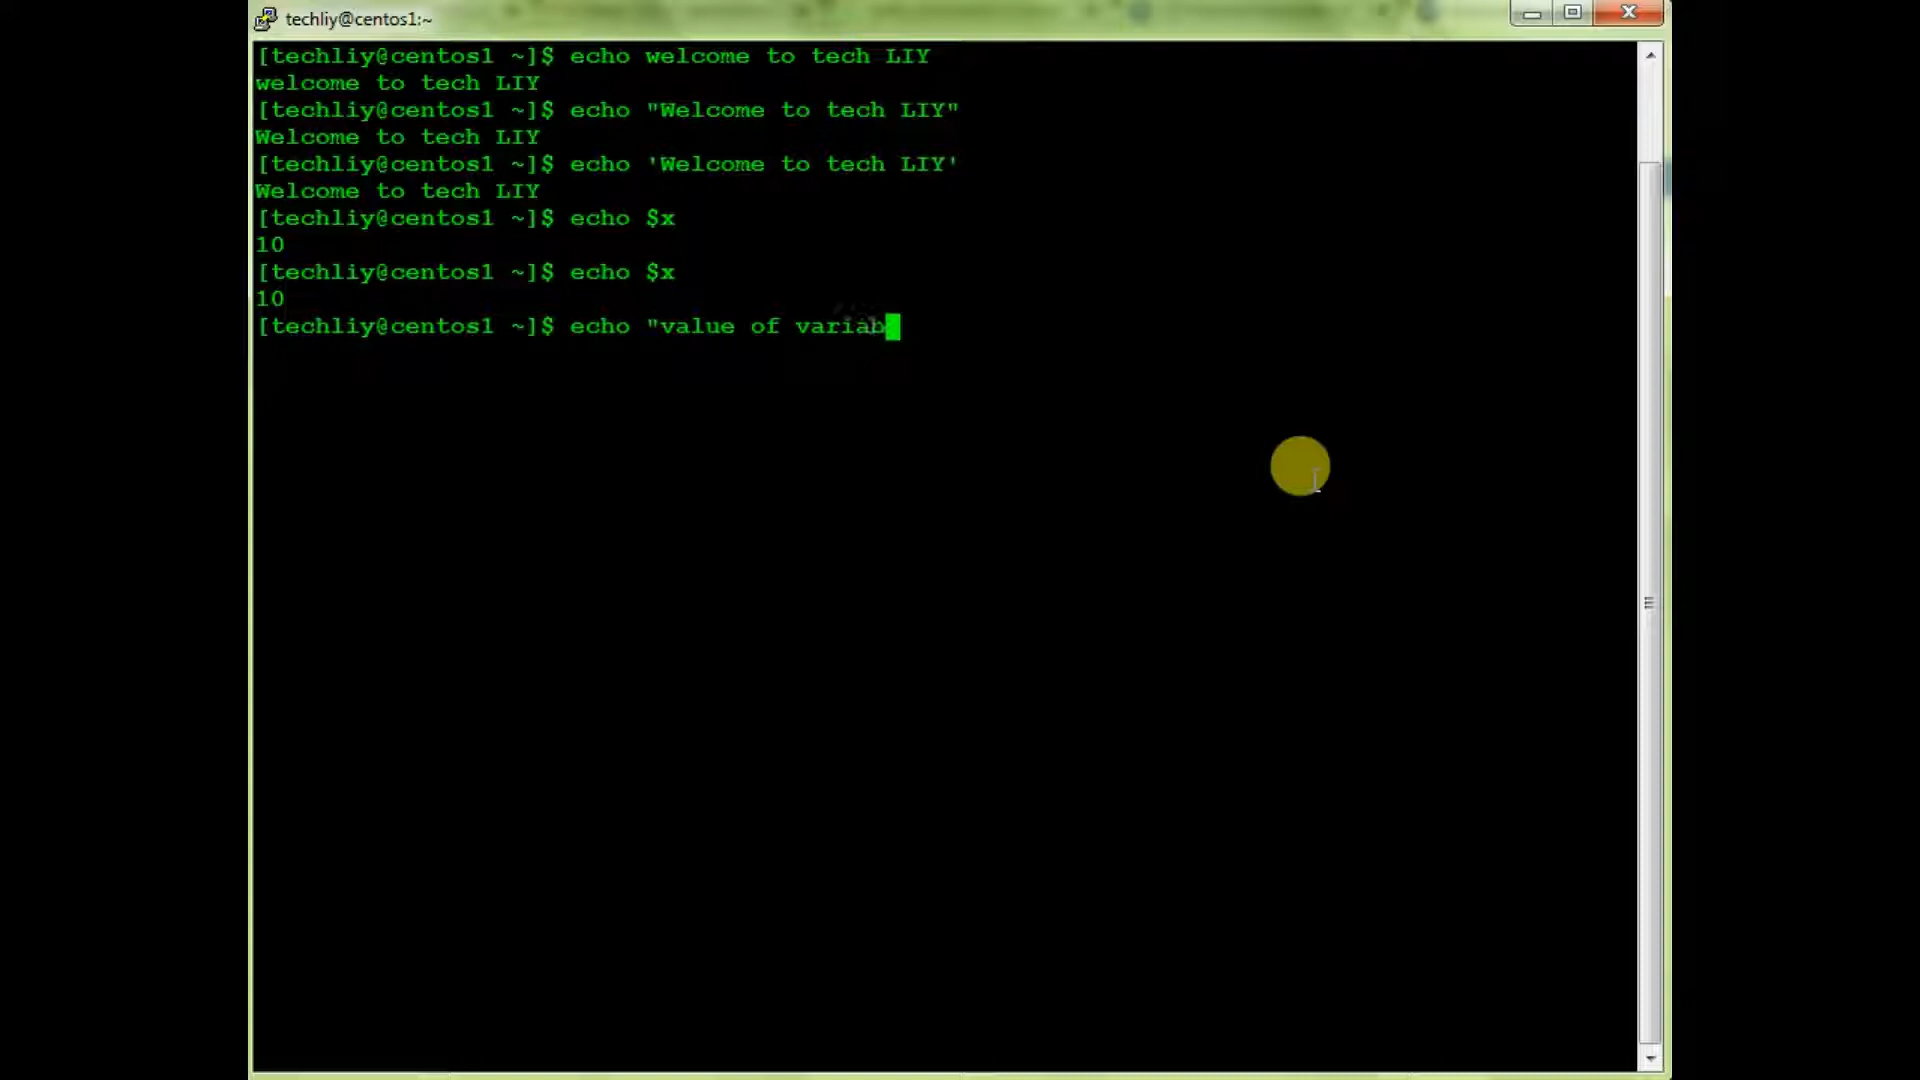 techliy@centos1:~
[techliy@centos1 ~]$ echo welcome to tech LIY
welcome to tech LIY
[techliy@centos1 ~]$ echo "Welcome to tech LIY"
Welcome to tech LIY
[techliy@centos1 ~]$ echo 'Welcome to tech LIY'
Welcome to tech LIY
[techliy@centos1 ~]$ echo $x
10
[techliy@centos1 ~]$ echo $x
10
[techliy@centos1 ~]$ echo "value of variab